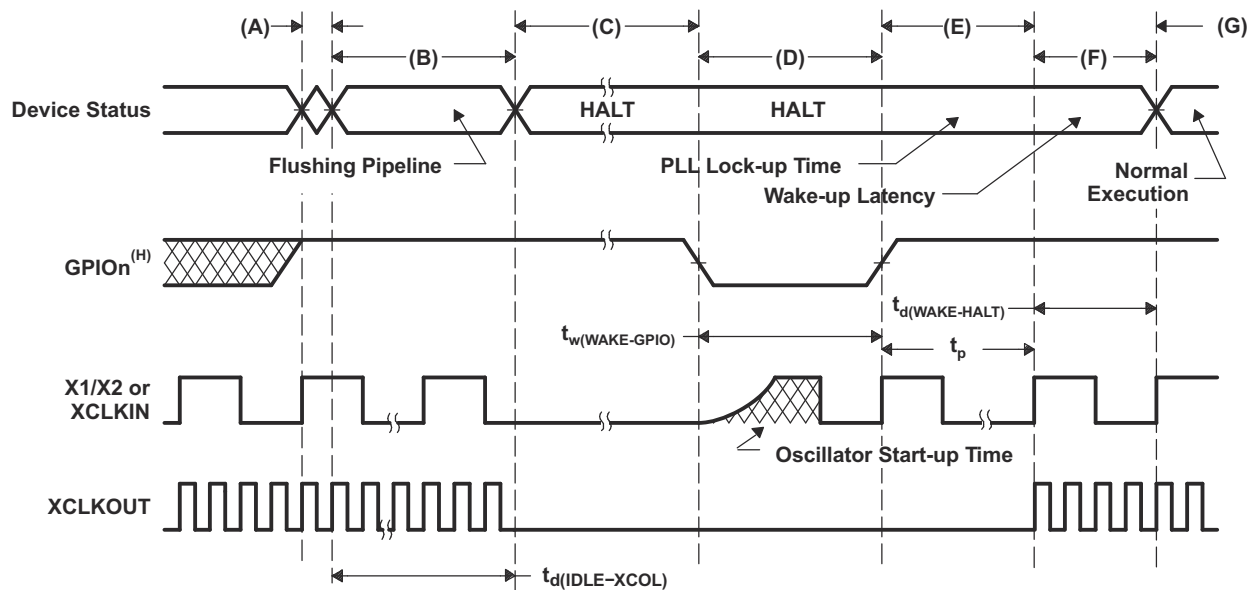 (A)
(C)
(E)
(G)
(B)
(D)
(F)
Device Status
HALT
HALT
Flushing Pipeline
PLL Lock-up Time
Wake-up Latency
Normal
Execution
GPIOn(H)
td(WAKE-HALT)
tw(WAKE-GPIO)
tp
X1/X2 or
XCLKIN
Oscillator Start-up Time
XCLKOUT
td(IDLE−XCOL)